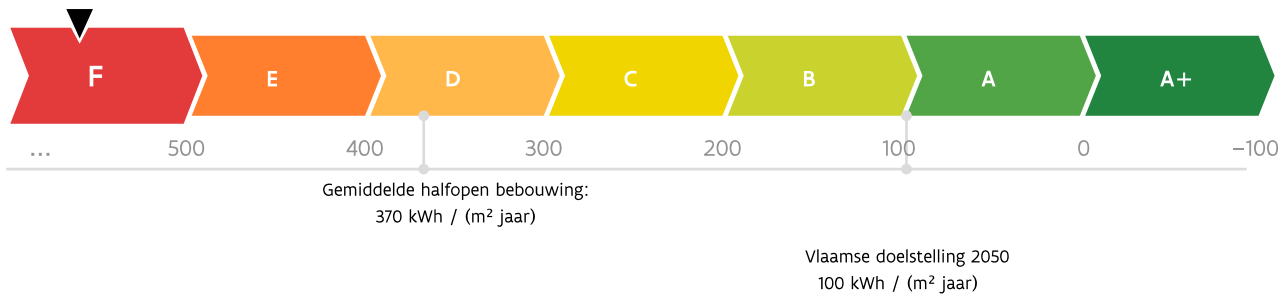 F E D C B A A+
... 500 400 300 200 100 0 −100
Gemiddelde halfopen bebouwing:
370 kWh / (m² jaar)
Vlaamse doelstelling 2050
100 kWh / (m² jaar)